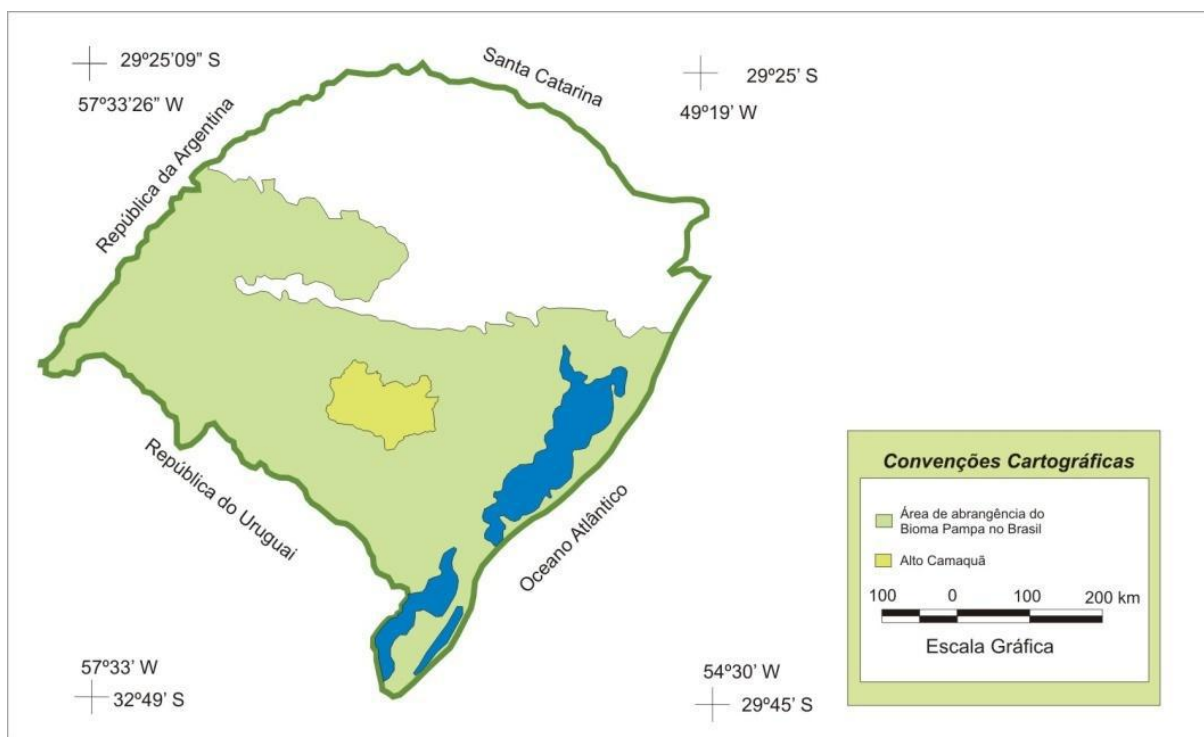 29º25'09" S
57º33'26" W
Santa Catarina
29º25' S
49º19' W
República da Argentina
República do Uruguai
Oceano Atlântico
Convenções Cartográficas
Área de abrangência do
Bioma Pampa no Brasil
Alto Camaquã
100 0 100 200 km
Escala Gráfica
57º33' W
32º49' S
54º30' W
29º45' S